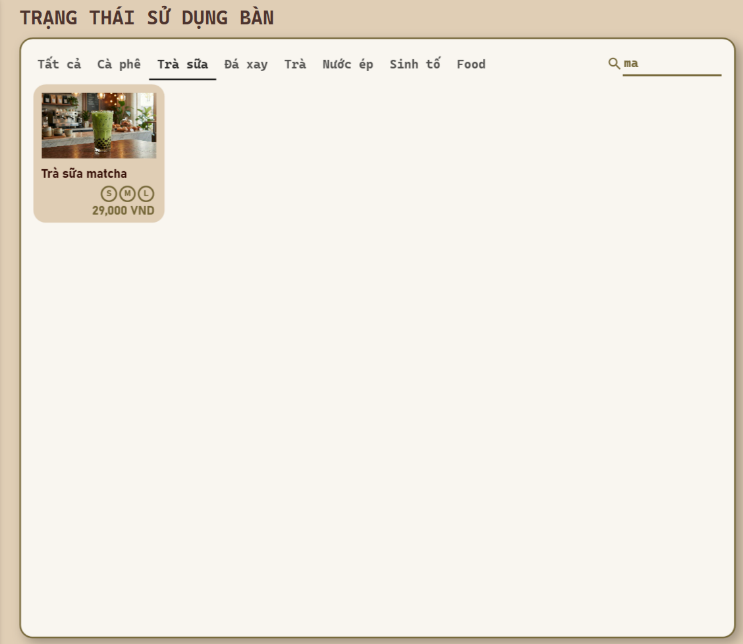 TRẠNG THÁI SỬ DỤNG BÀN
Tất cả Cà phê Trà sữa Đá xay Trà Nước ép Sinh tố Food ma
Trà sữa matcha
S M L
29,000 VND